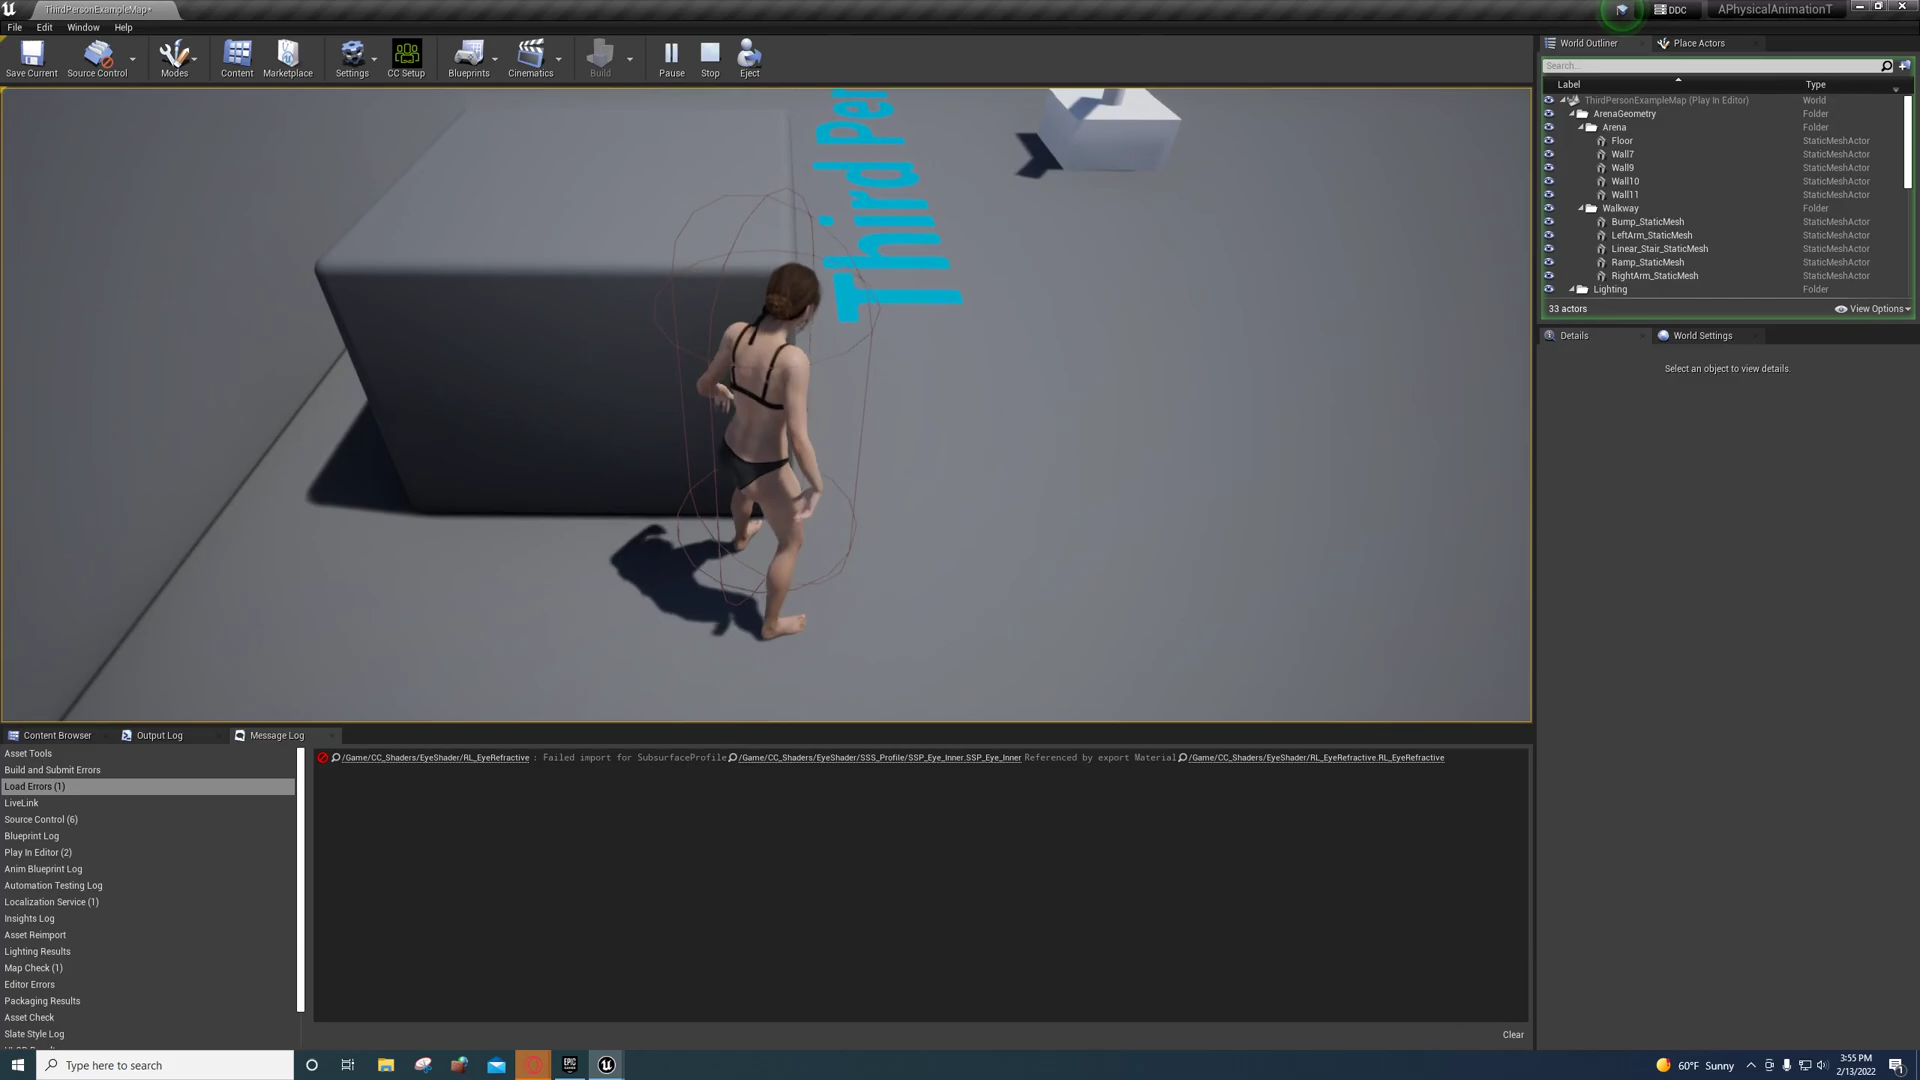 ThirdPersonExampleMap*
DDC
APhysicalAnimationT
File Edit Window Help
Save Current
Source Control
Modes
Content
Marketplace
Settings
CC Setup
Blueprints
Cinematics
Build
Pause
Stop
Eject
Third Per
World Outliner
Place Actors
Search...
Label Type
ThirdPersonExampleMap (Play In Editor) World
ArenaGeometry Folder
Arena Folder
Floor StaticMeshActor
Wall7 StaticMeshActor
Wall9 StaticMeshActor
Wall10 StaticMeshActor
Wall11 StaticMeshActor
Walkway Folder
Bump_StaticMesh StaticMeshActor
LeftArm_StaticMesh StaticMeshActor
Linear_Stair_StaticMesh StaticMeshActor
Ramp_StaticMesh StaticMeshActor
RightArm_StaticMesh StaticMeshActor
Lighting Folder
33 actors View Options
Details World Settings
Select an object to view details.
Content Browser Output Log Message Log
Asset Tools
Build and Submit Errors
Load Errors (1)
LiveLink
Source Control (6)
Blueprint Log
Play In Editor (2)
Anim Blueprint Log
Automation Testing Log
Localization Service (1)
Insights Log
Asset Reimport
Lighting Results
Map Check (1)
Editor Errors
Packaging Results
Asset Check
Slate Style Log
/Game/CC_Shaders/EyeShader/RL_EyeRefractive : Failed import for SubsurfaceProfile /Game/CC_Shaders/EyeShader/SSS_Profile/SSP_Eye_Inner.SSP_Eye_Inner Referenced by export Material /Game/CC_Shaders/EyeShader/RL_EyeRefractive.RL_EyeRefractive
Clear
Type here to search
EPIC
60°F Sunny
3:55 PM
2/13/2022
1